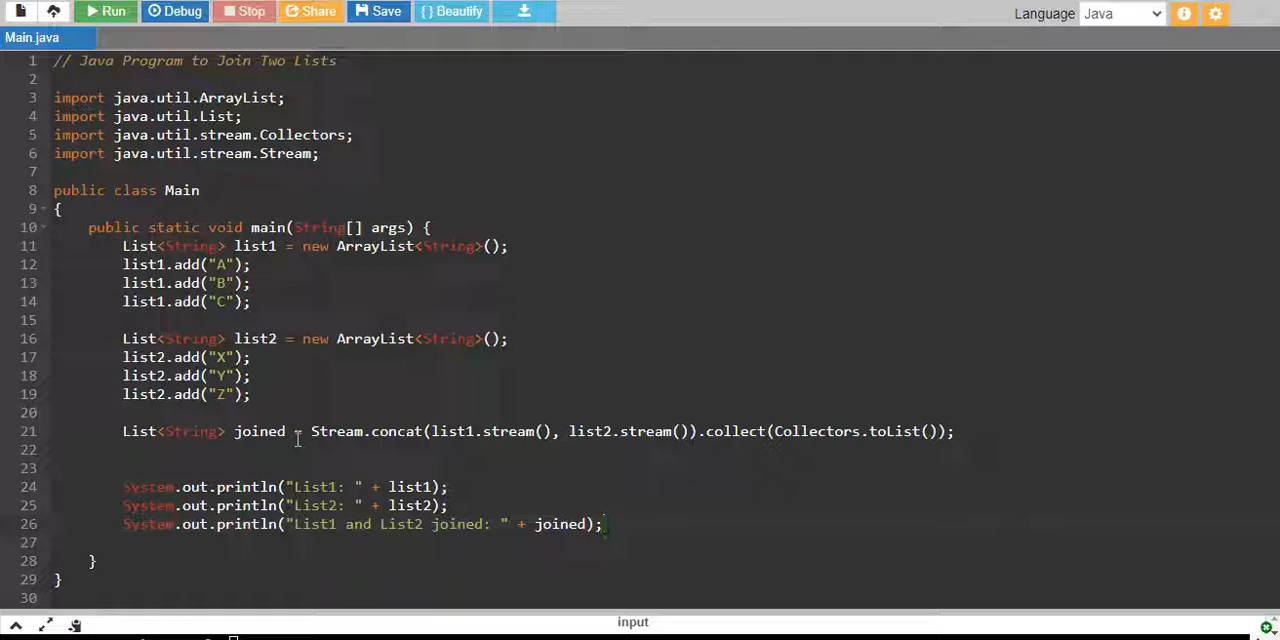 Run Debug Stop Share Save { } Beautify Language Java
Main.java
1 // Java Program to Join Two Lists
2
3 import java.util.ArrayList;
4 import java.util.List;
5 import java.util.stream.Collectors;
6 import java.util.stream.Stream;
7
8 public class Main
9 {
10 public static void main(String[] args) {
11 List<String> list1 = new ArrayList<String>();
12 list1.add("A");
13 list1.add("B");
14 list1.add("C");
15
16 List<String> list2 = new ArrayList<String>();
17 list2.add("X");
18 list2.add("Y");
19 list2.add("Z");
20
21 List<String> joined = Stream.concat(list1.stream(), list2.stream()).collect(Collectors.toList());
22
23
24 System.out.println("List1: " + list1);
25 System.out.println("List2: " + list2);
26 System.out.println("List1 and List2 joined: " + joined);
27
28 }
29 }
30
input